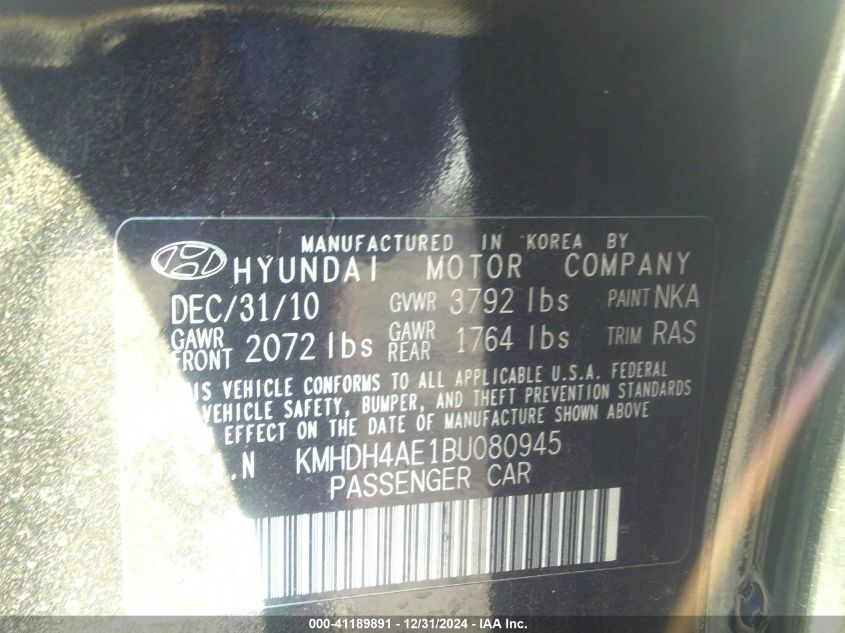 MANUFACTURED IN KOREA BY
HYUNDAI MOTOR COMPANY
DEC/31/10 GVWR 3792 lbs PAINT NKA
GAWR FRONT 2072 lbs GAWR REAR 1764 lbs TRIM RAS
VEHICLE CONFORMS TO ALL APPLICABLE U.S.A. FEDERAL
VEHICLE SAFETY, BUMPER, AND THEFT PREVENTION STANDARDS
EFFECT ON THE DATE OF MANUFACTURE SHOWN ABOVE
.N KMHDH4AE1BU080945
PASSENGER CAR
000-41189891 - 12/31/2024 - IAA Inc.